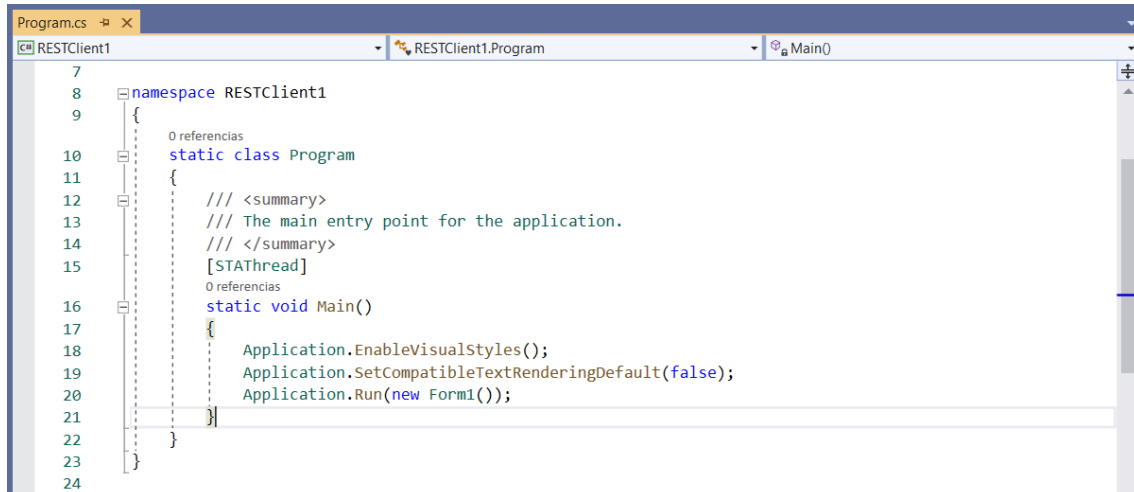 Program.cs
C# RESTClient1
RESTClient1.Program
Main()
7
8 namespace RESTClient1
9 {
0 referencias
10 static class Program
11 {
12 /// <summary>
13 /// The main entry point for the application.
14 /// </summary>
15 [STAThread]
0 referencias
16 static void Main()
17 {
18 Application.EnableVisualStyles();
19 Application.SetCompatibleTextRenderingDefault(false);
20 Application.Run(new Form1());
21 }
22 }
23 }
24